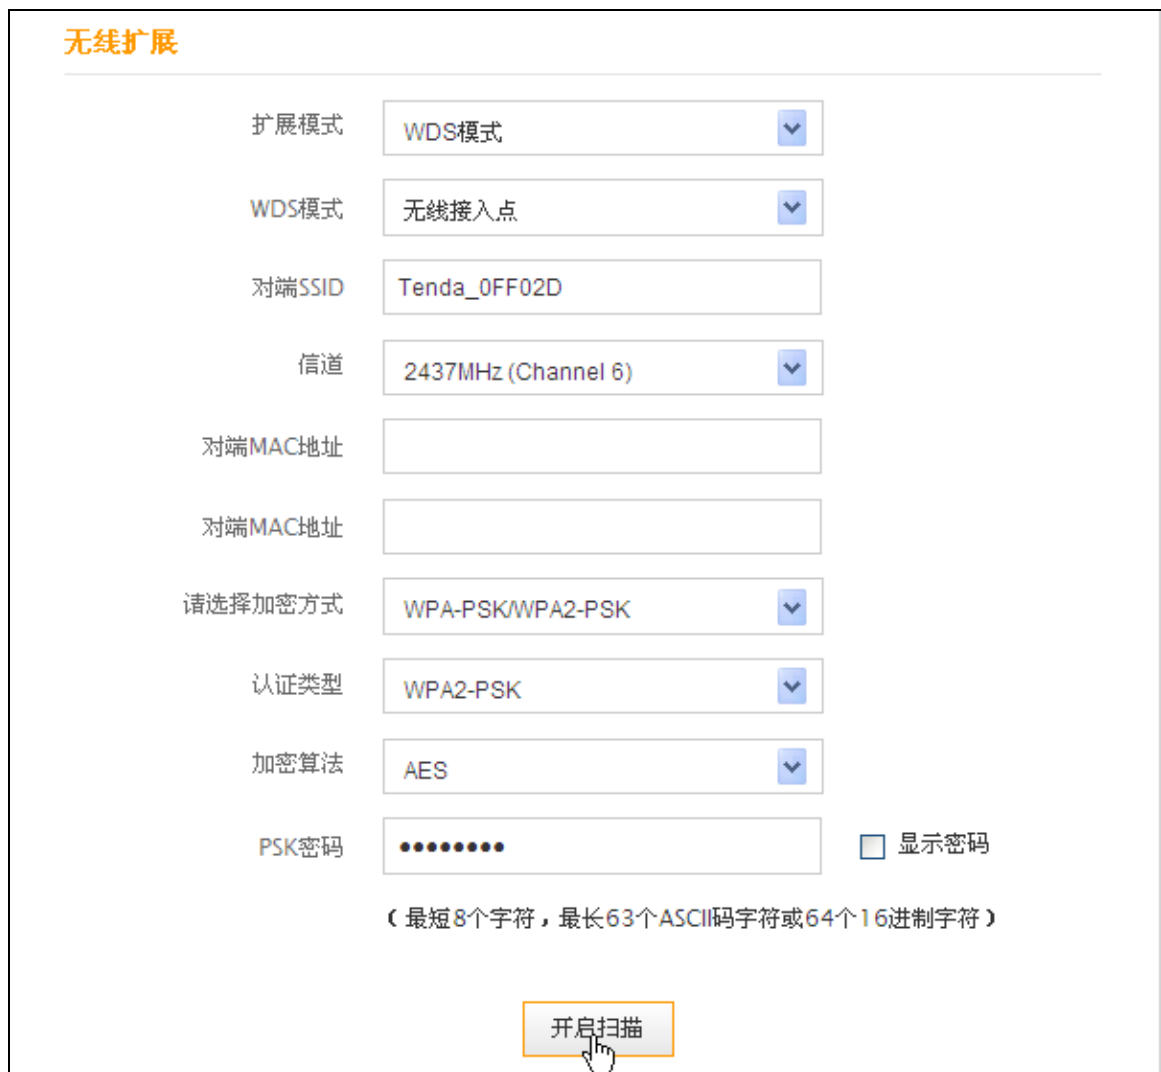 无线扩展
扩展模式 WDS模式
WDS模式 无线接入点
对端SSID Tenda_0FF02D
信道 2437MHz (Channel 6)
对端MAC地址
对端MAC地址
请选择加密方式 WPA-PSK/WPA2-PSK
认证类型 WPA2-PSK
加密算法 AES
PSK密码 ●●●●●●●● 显示密码
(最短8个字符，最长63个ASCII码字符或64个16进制字符)
开启扫描